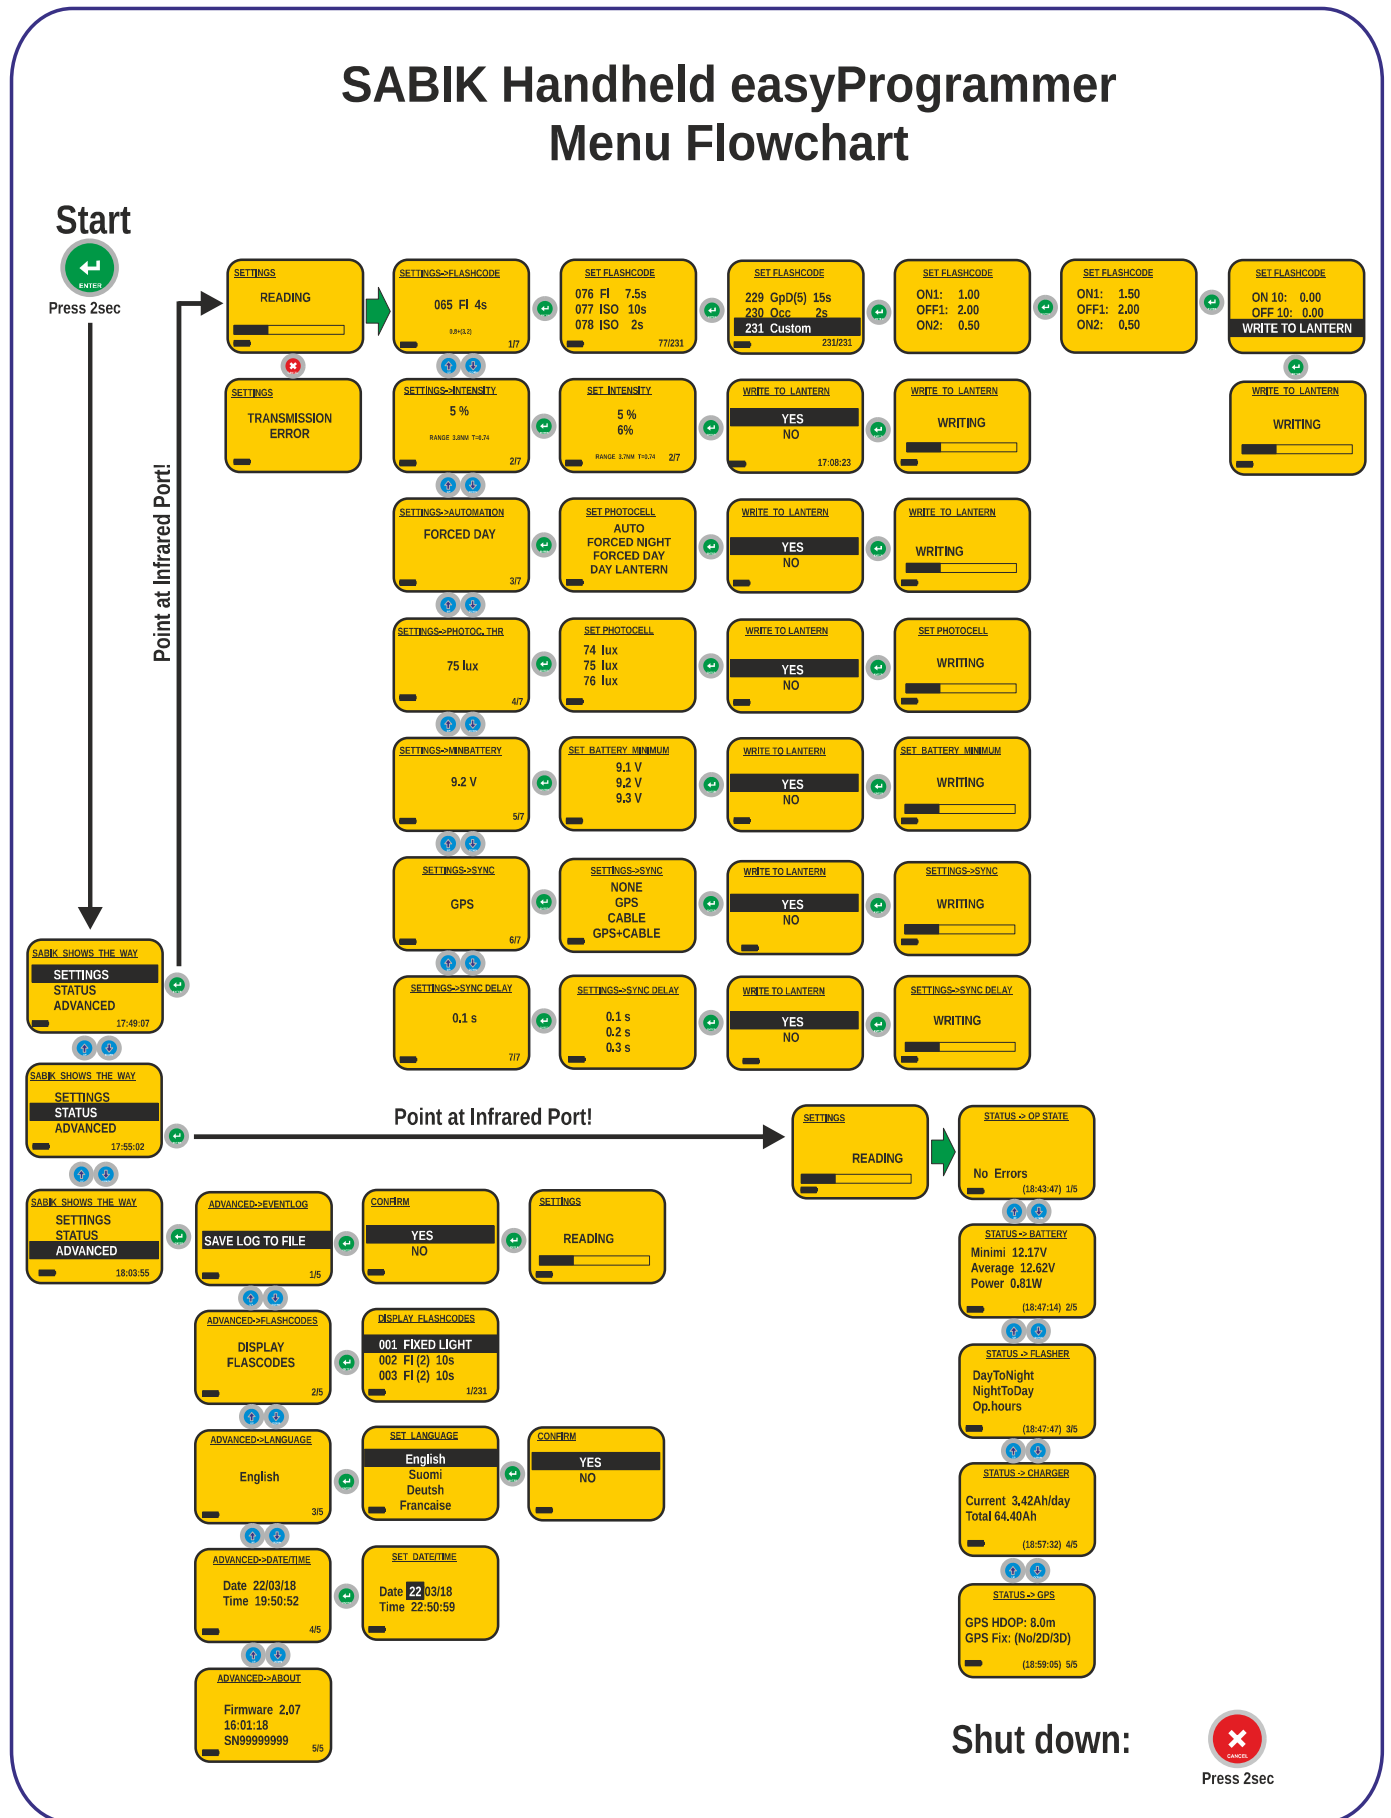 SABIK Handheld easyProgrammer
Menu Flowchart
Start
ENTER
Press 2sec
Point at Infrared Port!
SETTINGS
READING
SETTINGS
TRANSMISSION
ERROR
SETTINGS->FLASHCODE
065 Fl 4s
0.8+(3.2)
1/7
SET FLASHCODE
076 Fl 7.5s
077 ISO 10s
078 ISO 2s
77/231
SET FLASHCODE
229 GpD(5) 15s
230 Occ 2s
231 Custom
231/231
SET FLASHCODE
ON1: 1.00
OFF1: 2.00
ON2: 0.50
SET FLASHCODE
ON1: 1.50
OFF1: 2.00
ON2: 0.50
SET FLASHCODE
ON 10: 0.00
OFF 10: 0.00
WRITE TO LANTERN
WRITE TO LANTERN
WRITING
SETTINGS->INTENSITY
5 %
RANGE 3.8NM T=0.74
2/7
SET INTENSITY
5 %
6%
RANGE 3.7NM T=0.74 2/7
WRITE TO LANTERN
YES
NO
17:08:23
WRITE TO LANTERN
WRITING
SETTINGS->AUTOMATION
FORCED DAY
3/7
SET PHOTOCELL
AUTO
FORCED NIGHT
FORCED DAY
DAY LANTERN
WRITE TO LANTERN
YES
NO
WRITE TO LANTERN
WRITING
SETTINGS->PHOTOC. THR
75 lux
4/7
SET PHOTOCELL
74 lux
75 lux
76 lux
WRITE TO LANTERN
YES
NO
SET PHOTOCELL
WRITING
SETTINGS->MINBATTERY
9.2 V
5/7
SET BATTERY MINIMUM
9.1 V
9.2 V
9.3 V
WRITE TO LANTERN
YES
NO
SET BATTERY MINIMUM
WRITING
SETTINGS->SYNC
GPS
6/7
SETTINGS->SYNC
NONE
GPS
CABLE
GPS+CABLE
WRITE TO LANTERN
YES
NO
SETTINGS->SYNC
WRITING
SETTINGS->SYNC DELAY
0.1 s
7/7
SETTINGS->SYNC DELAY
0.1 s
0.2 s
0.3 s
WRITE TO LANTERN
YES
NO
SETTINGS->SYNC DELAY
WRITING
SABIK SHOWS THE WAY
SETTINGS
STATUS
ADVANCED
17:49:07
SABIK SHOWS THE WAY
SETTINGS
STATUS
ADVANCED
17:55:02
Point at Infrared Port!
SETTINGS
READING
STATUS -> OP STATE
No Errors
(18:43:47) 1/5
STATUS -> BATTERY
Minimi 12.17V
Average 12.62V
Power 0.81W
(18:47:14) 2/5
STATUS -> FLASHER
DayToNight
NightToDay
Op.hours
(18:47:47) 3/5
STATUS -> CHARGER
Current 3.42Ah/day
Total 64.40Ah
(18:57:32) 4/5
STATUS -> GPS
GPS HDOP: 8.0m
GPS Fix: (No/2D/3D)
(18:59:05) 5/5
SABIK SHOWS THE WAY
SETTINGS
STATUS
ADVANCED
18:03:55
ADVANCED->EVENTLOG
SAVE LOG TO FILE
1/5
CONFIRM
YES
NO
SETTINGS
READING
ADVANCED->FLASHCODES
DISPLAY
FLASCODES
2/5
DISPLAY FLASHCODES
001 FIXED LIGHT
002 Fl (2) 10s
003 Fl (2) 10s
1/231
ADVANCED->LANGUAGE
English
3/5
SET LANGUAGE
English
Suomi
Deutsh
Francaise
CONFIRM
YES
NO
ADVANCED->DATE/TIME
Date 22/03/18
Time 19:50:52
4/5
SET DATE/TIME
Date 22/03/18
Time 22:50:59
ADVANCED->ABOUT
Firmware 2.07
16:01:18
SN99999999
5/5
Shut down:
CANCEL
Press 2sec